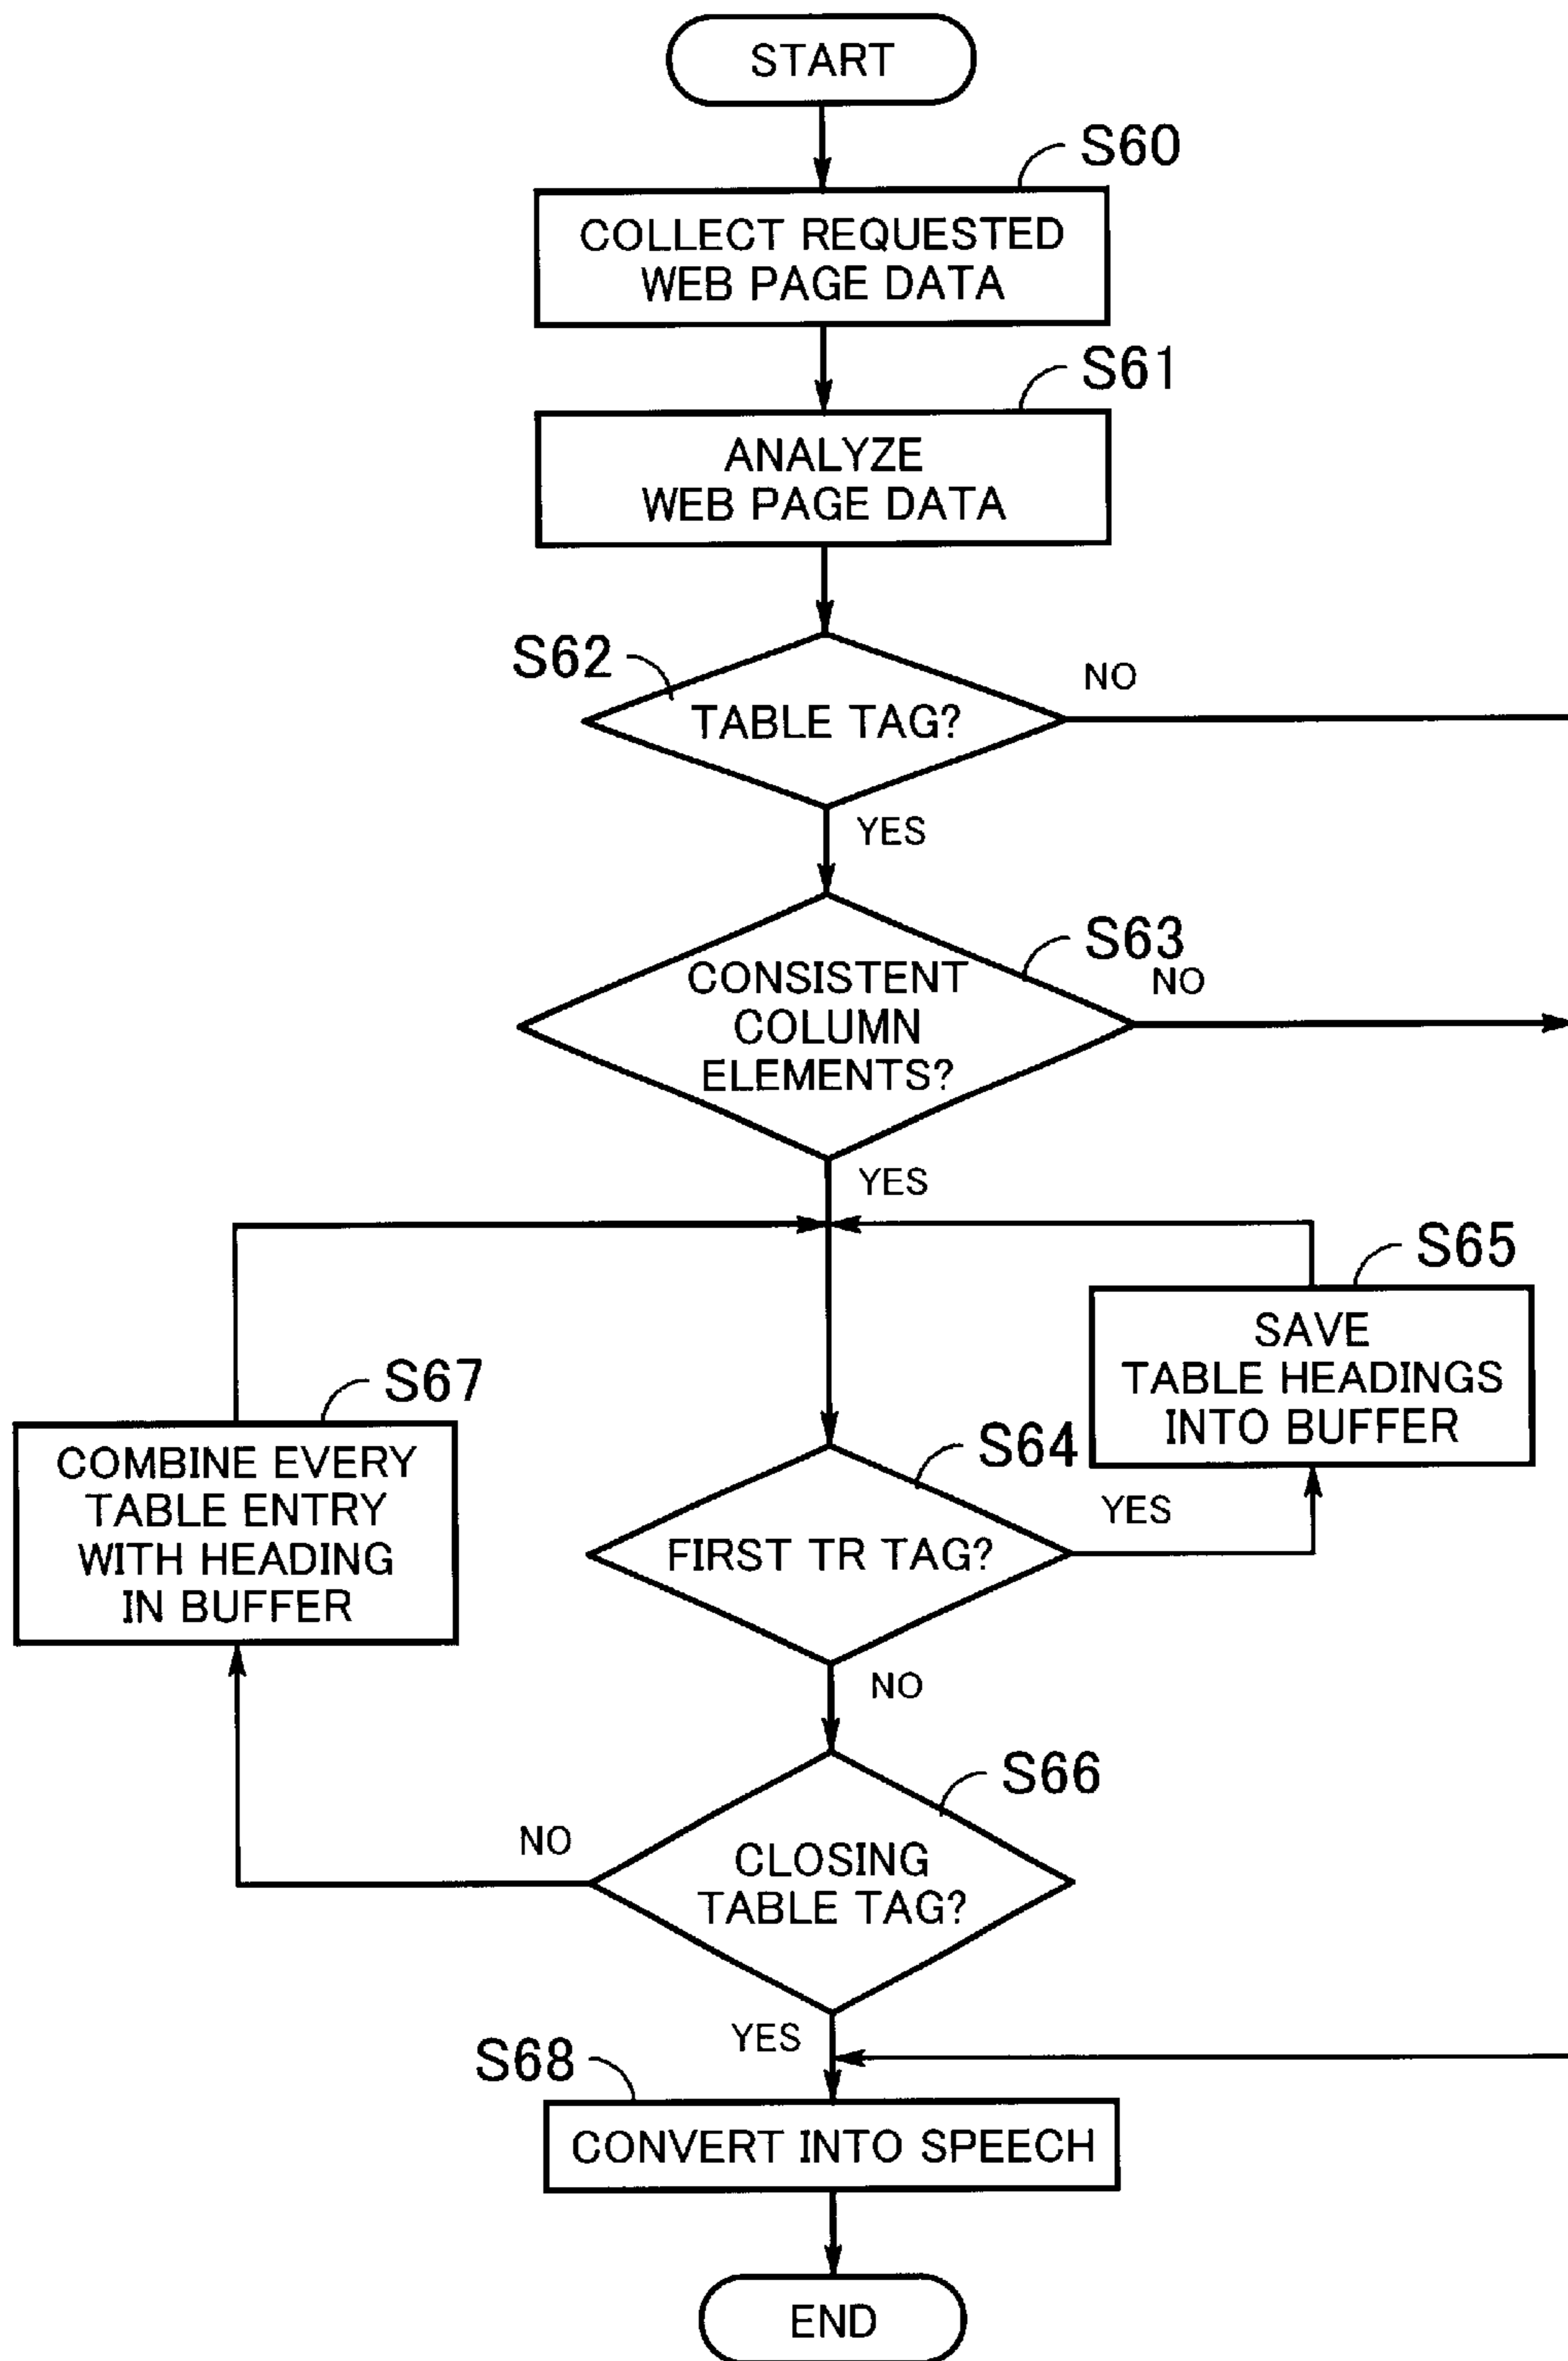 START
S60
COLLECT REQUESTED
WEB PAGE DATA
S61
ANALYZE
WEB PAGE DATA
S62
TABLE TAG?
NO
YES
S63
CONSISTENT
COLUMN
ELEMENTS?
NO
YES
S65
SAVE
TABLE HEADINGS
INTO BUFFER
S67
COMBINE EVERY
TABLE ENTRY
WITH HEADING
IN BUFFER
S64
FIRST TR TAG?
YES
NO
S66
CLOSING
TABLE TAG?
NO
YES
S68
CONVERT INTO SPEECH
END